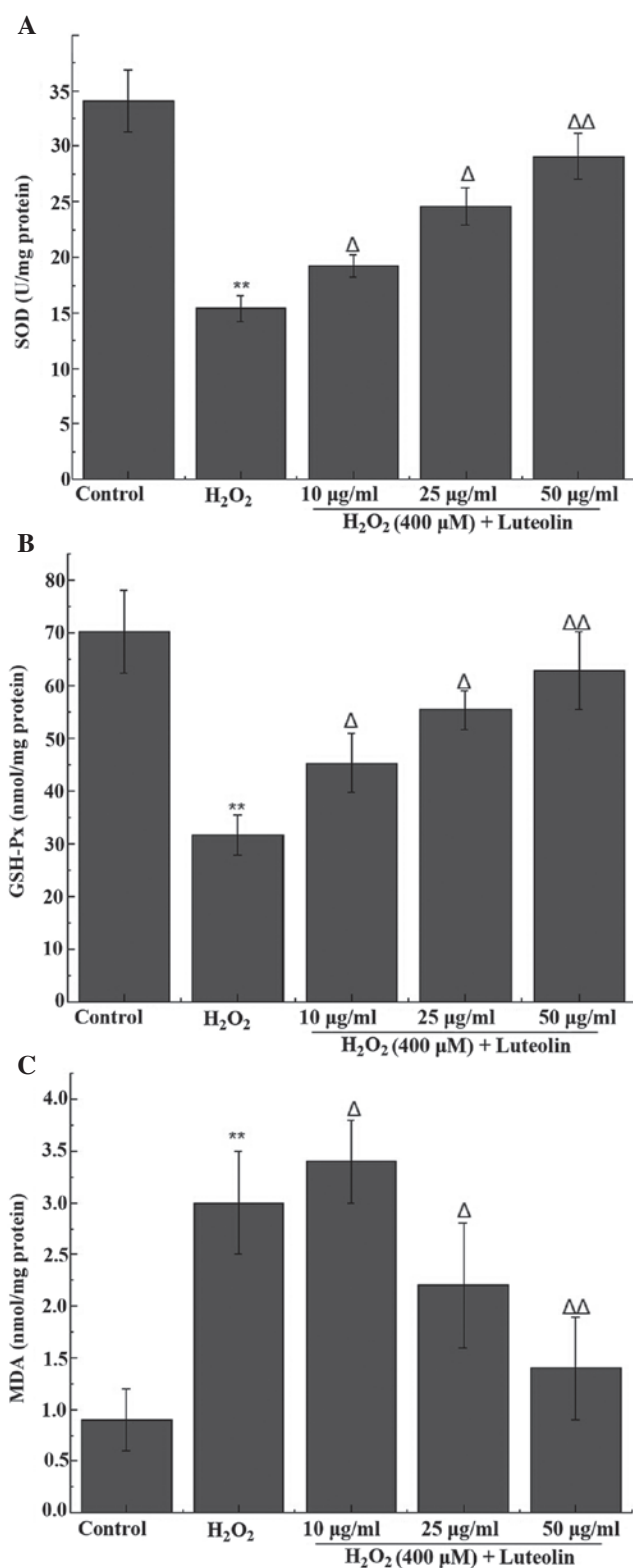 A
SOD (U/mg protein)
35
30
25
20
15
10
5
0
**
Δ
Δ
ΔΔ
Control H₂O₂ 10 µg/ml 25 µg/ml 50 µg/ml
H₂O₂ (400 µM) + Luteolin
B
GSH-Px (nmol/mg protein)
80
70
60
50
40
30
20
10
0
**
Δ
Δ
ΔΔ
Control H₂O₂ 10 µg/ml 25 µg/ml 50 µg/ml
H₂O₂ (400 µM) + Luteolin
C
MDA (nmol/mg protein)
4.0
3.5
3.0
2.5
2.0
1.5
1.0
0.5
0.0
**
Δ
Δ
ΔΔ
Control H₂O₂ 10 µg/ml 25 µg/ml 50 µg/ml
H₂O₂ (400 µM) + Luteolin